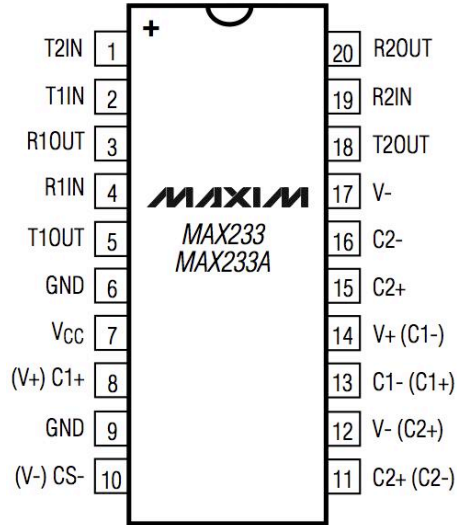 +
T2IN 1
T1IN 2
R1OUT 3
R1IN 4
T1OUT 5
GND 6
VCC 7
(V+) C1+ 8
GND 9
(V-) CS- 10
MAXIM
MAX233
MAX233A
20 R2OUT
19 R2IN
18 T2OUT
17 V-
16 C2-
15 C2+
14 V+ (C1-)
13 C1- (C1+)
12 V- (C2+)
11 C2+ (C2-)